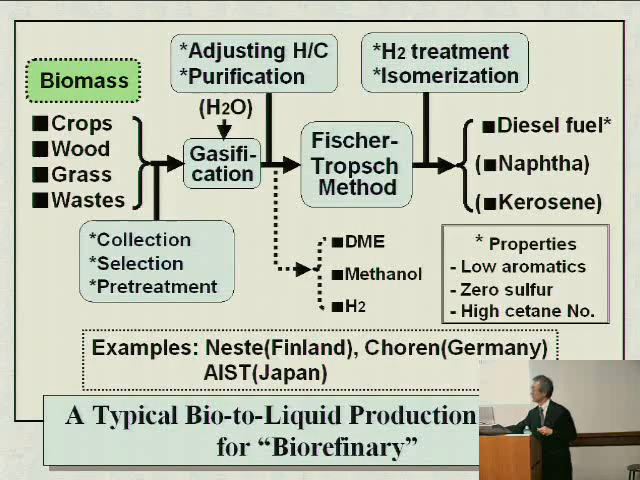 *Adjusting H/C
*Purification
*H2 treatment
*Isomerization
Biomass
(H2O)
■Crops
■Wood
■Grass
■Wastes
Gasifi-
cation
Fischer-
Tropsch
Method
■Diesel fuel*
(■Naphtha)
(■Kerosene)
*Collection
*Selection
*Pretreatment
■DME
■Methanol
■H2
* Properties
- Low aromatics
- Zero sulfur
- High cetane No.
Examples: Neste(Finland), Choren(Germany)
AIST(Japan)
A Typical Bio-to-Liquid Production
for “Biorefinary”